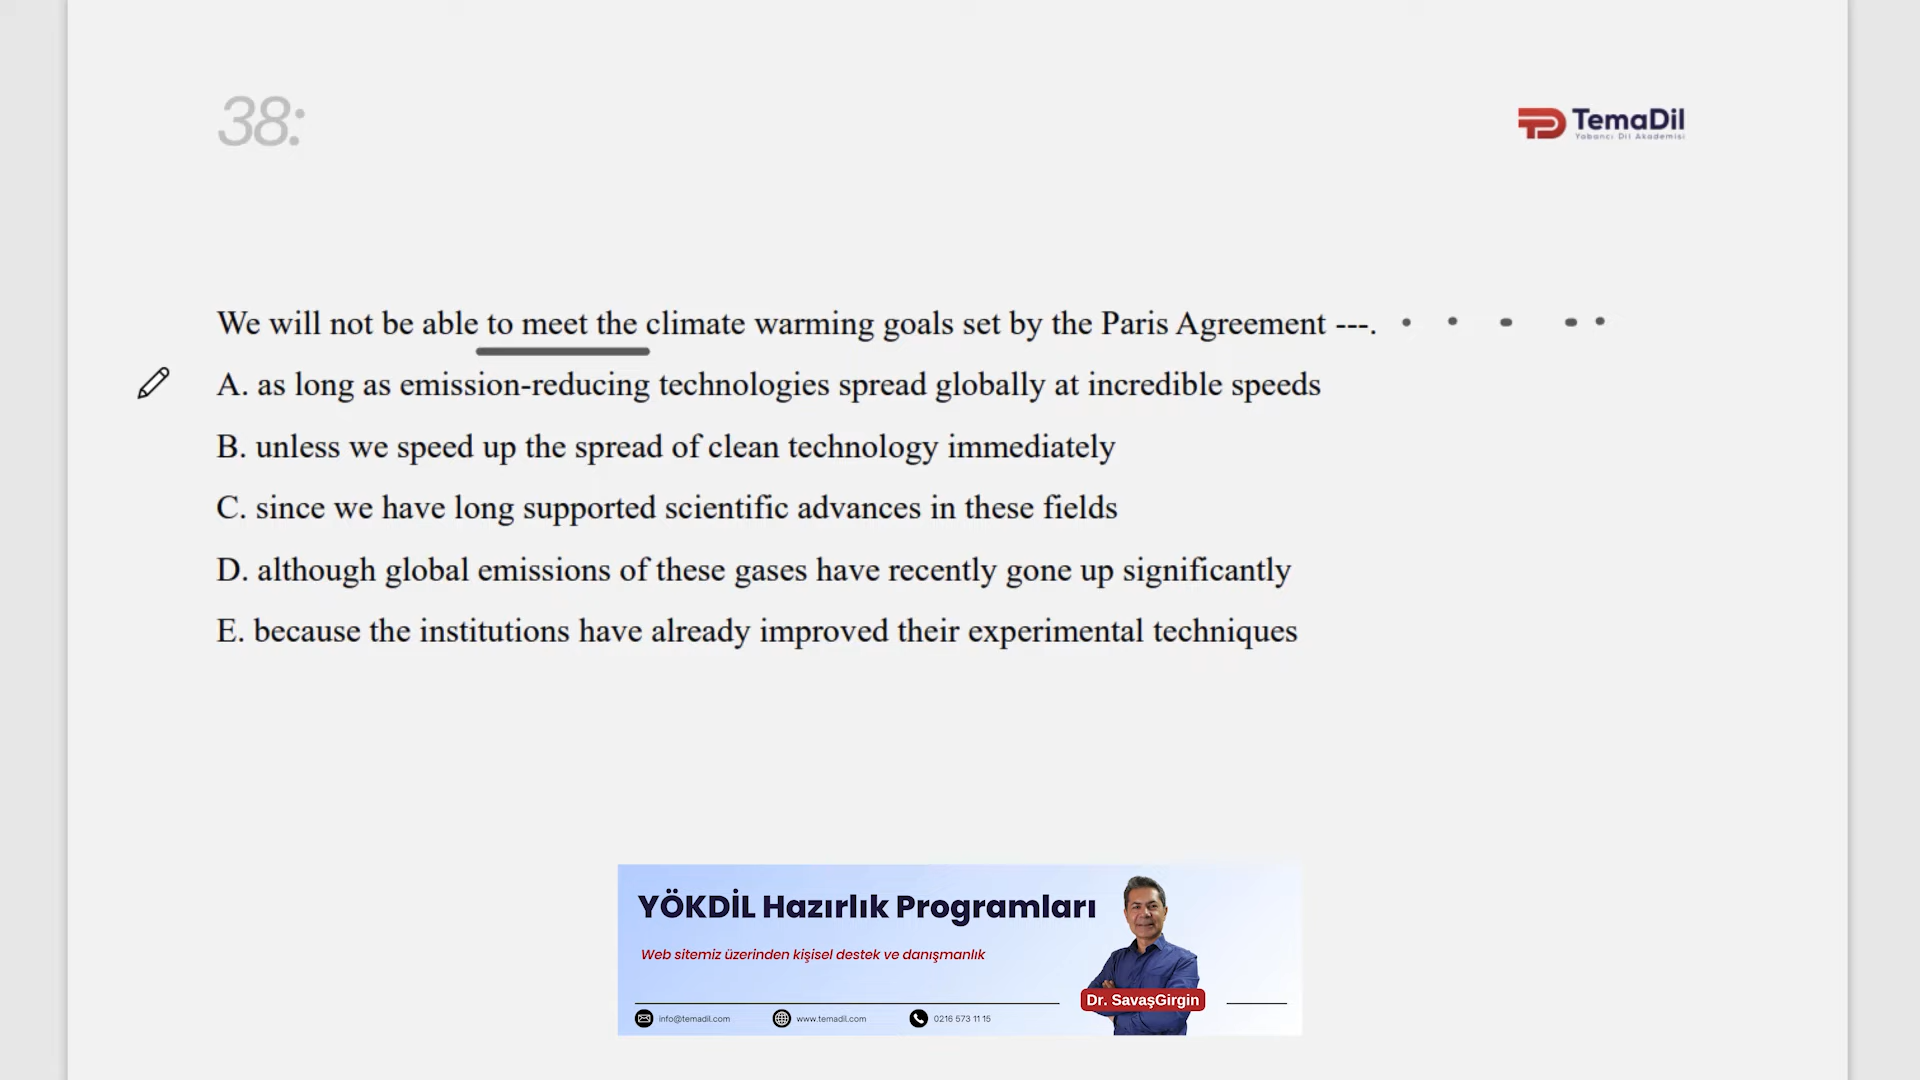 38:
TemaDil
Yabancı Dil Akademisi
We will not be able to meet the climate warming goals set by the Paris Agreement ---.
A. as long as emission-reducing technologies spread globally at incredible speeds
B. unless we speed up the spread of clean technology immediately
C. since we have long supported scientific advances in these fields
D. although global emissions of these gases have recently gone up significantly
E. because the institutions have already improved their experimental techniques
YÖKDİL Hazırlık Programları
Web sitemiz üzerinden kişisel destek ve danışmanlık
Dr. SavaşGirgin
info@temadil.com
www.temadil.com
0216 573 11 15